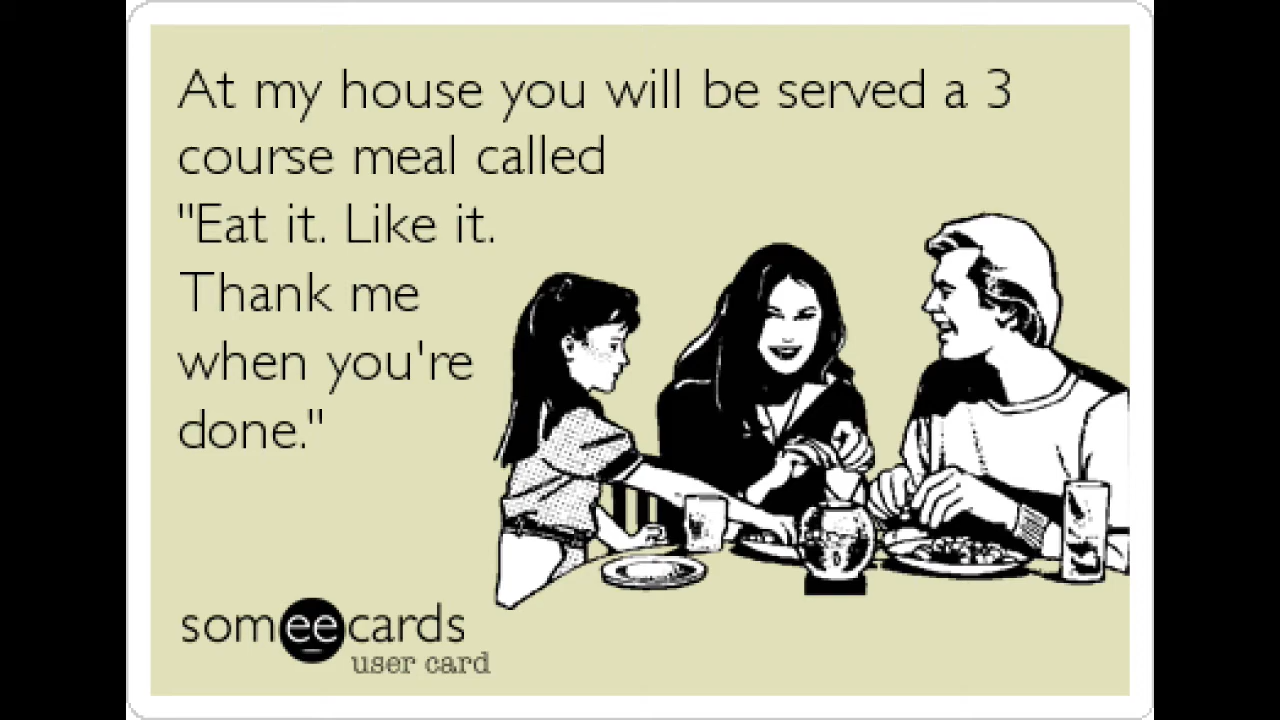 At my house you will be served a 3
course meal called
"Eat it. Like it.
Thank me
when you're
done."
someecards
user card